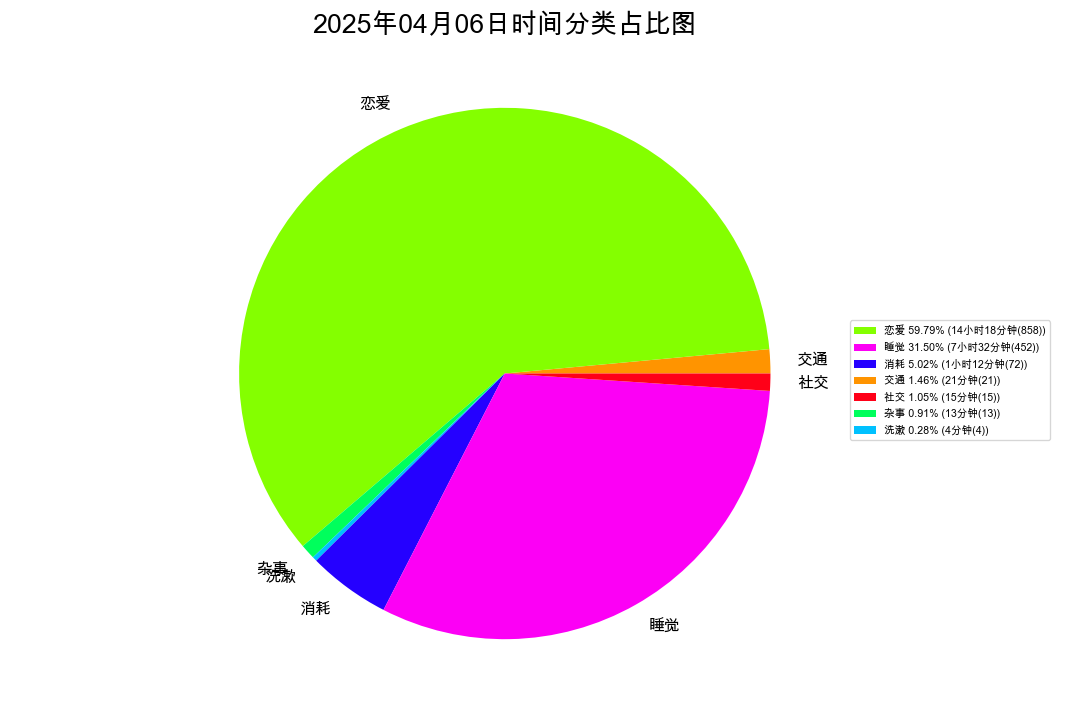 2025年04月06日时间分类占比图
恋爱
交通
社交
恋爱 59.79% (14小时18分钟(858))
睡觉 31.50% (7小时32分钟(452))
消耗 5.02% (1小时12分钟(72))
交通 1.46% (21分钟(21))
社交 1.05% (15分钟(15))
杂事 0.91% (13分钟(13))
洗漱 0.28% (4分钟(4))
杂事
洗漱
消耗
睡觉